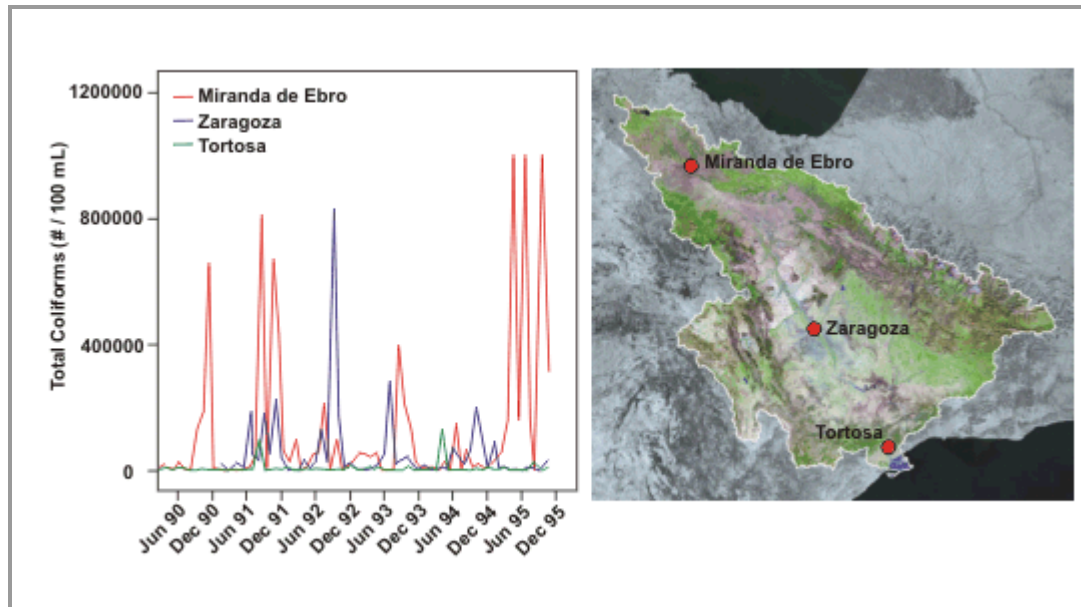 Total Coliforms (# / 100 mL)
1200000
800000
400000
0
Miranda de Ebro
Zaragoza
Tortosa
Jun 90
Dec 90
Jun 91
Dec 91
Jun 92
Dec 92
Jun 93
Dec 93
Jun 94
Dec 94
Jun 95
Dec 95
Miranda de Ebro
Zaragoza
Tortosa